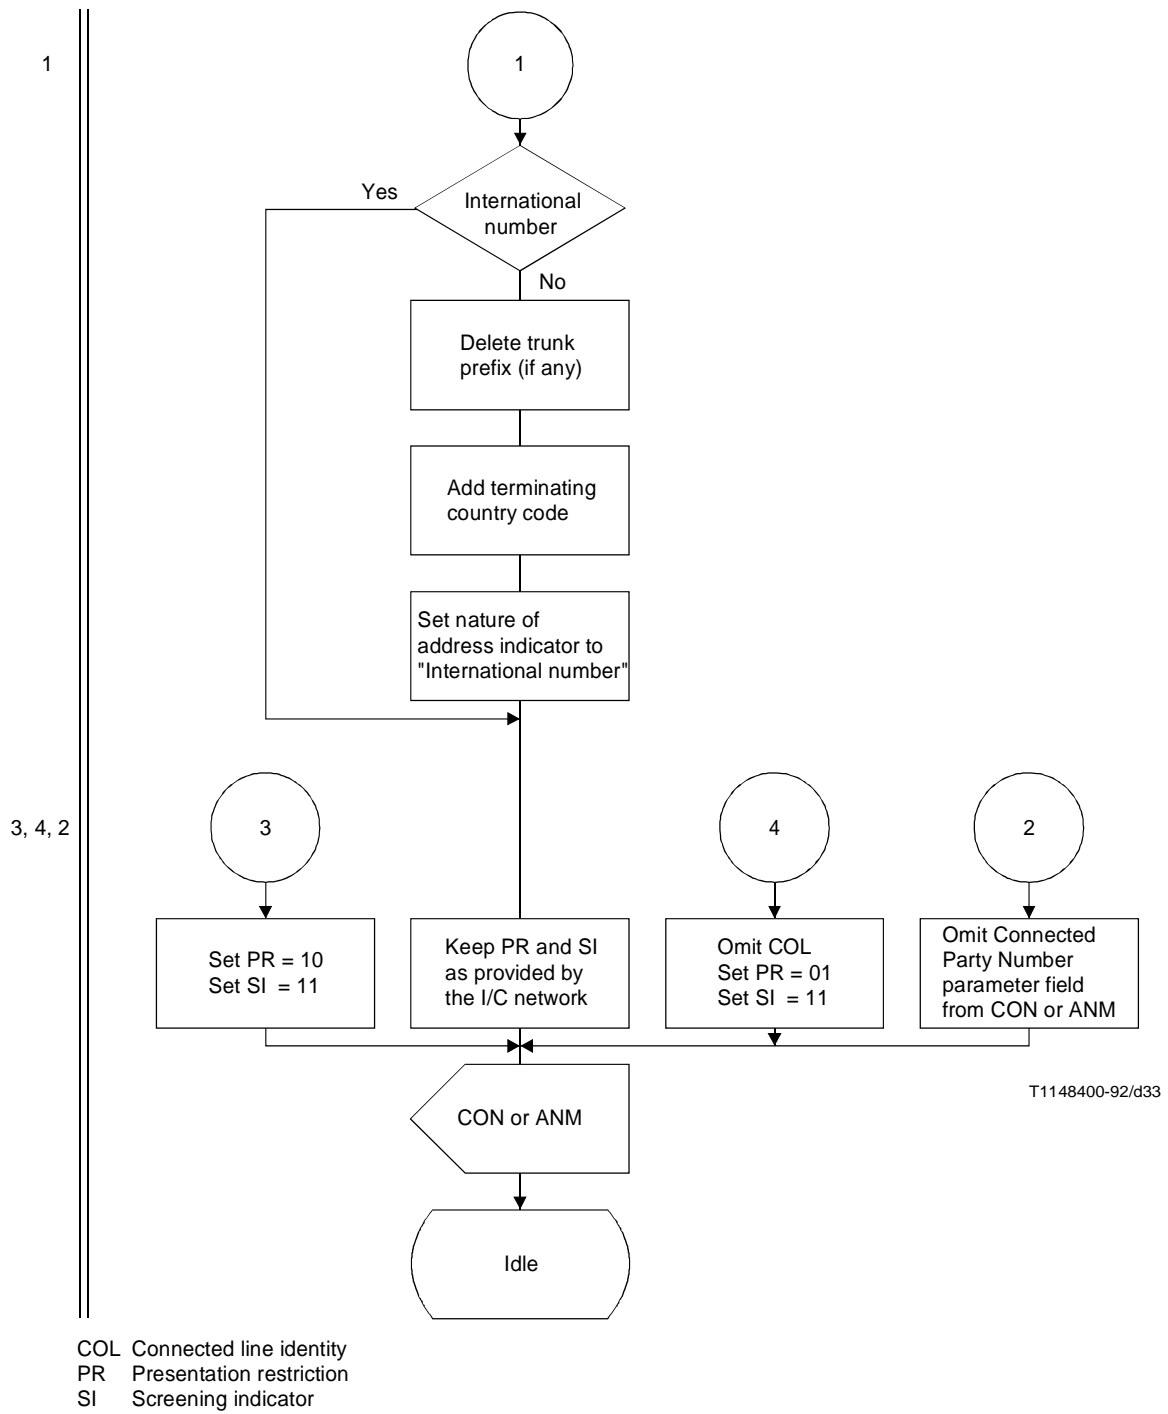 1
1
Yes
International
number
No
Delete trunk
prefix (if any)
Add terminating
country code
Set nature of
address indicator to
"International number"
3, 4, 2
3
4
2
Set PR = 10
Set SI = 11
Keep PR and SI
as provided by
the I/C network
Omit COL
Set PR = 01
Set SI = 11
Omit Connected
Party Number
parameter field
from CON or ANM
T1148400-92/d33
CON or ANM
Idle
COL Connected line identity
PR Presentation restriction
SI Screening indicator